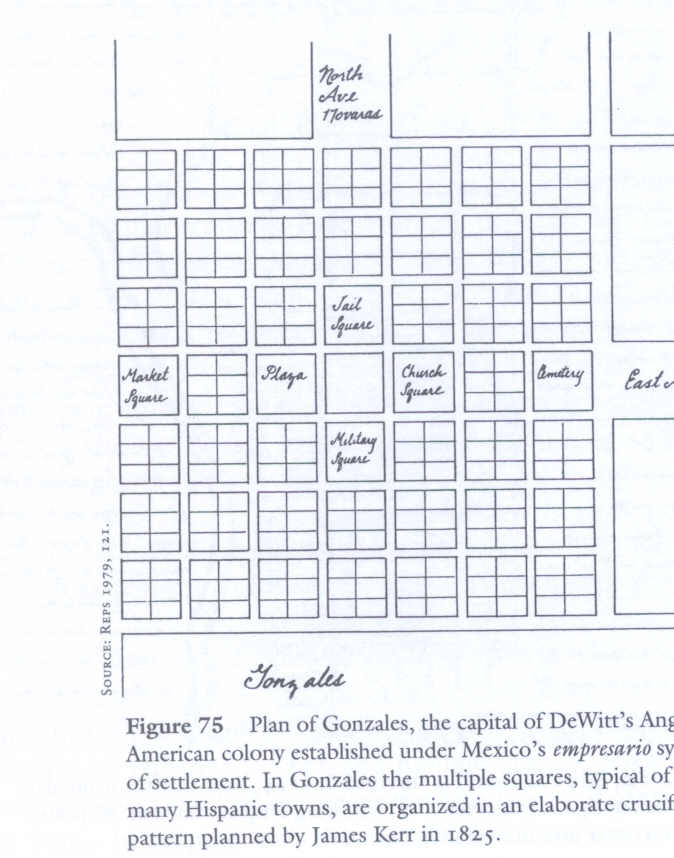 North
Ave
Jail
Square
Market
Square
Plaza
Church
Square
Cemetery
East
Military
Square
Gonzales
SOURCE: REPS 1979, 121.
Figure 75 Plan of Gonzales, the capital of DeWitt's Ang
American colony established under Mexico's empresario sy
of settlement. In Gonzales the multiple squares, typical of
many Hispanic towns, are organized in an elaborate crucif
pattern planned by James Kerr in 1825.